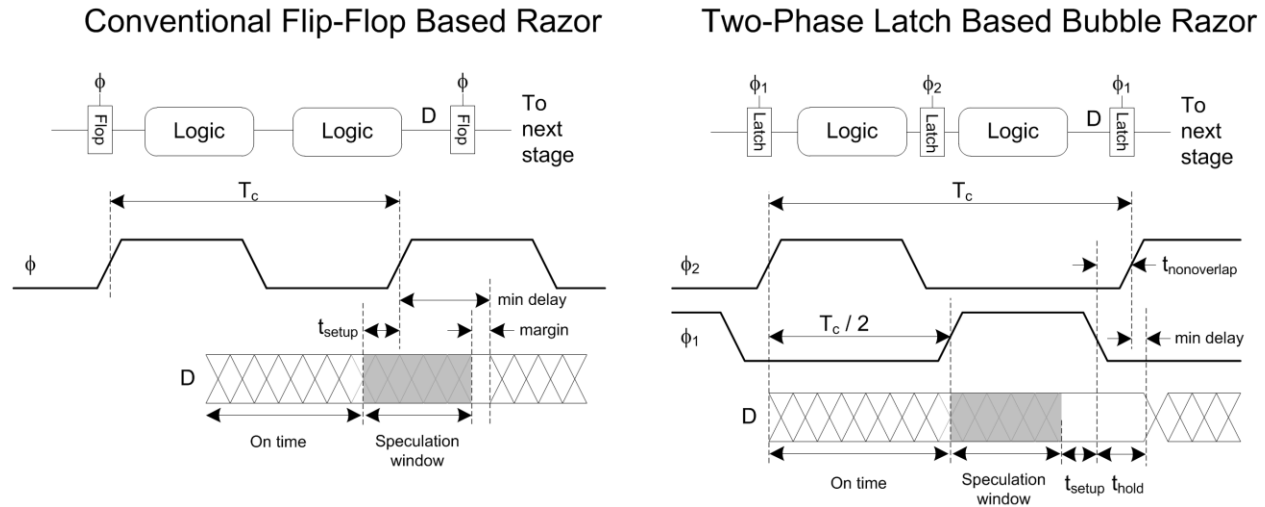 Conventional Flip-Flop Based Razor
ϕ
ϕ
Flop
Logic
Logic
D
Flop
To
next
stage
Tc
ϕ
min delay
tsetup
margin
D
On time
Speculation
window
Two-Phase Latch Based Bubble Razor
ϕ1
ϕ2
ϕ1
Latch
Logic
Latch
Logic
D
Latch
To
next
stage
Tc
ϕ2
tnonoverlap
Tc / 2
ϕ1
min delay
D
On time
Speculation
window
tsetup
thold